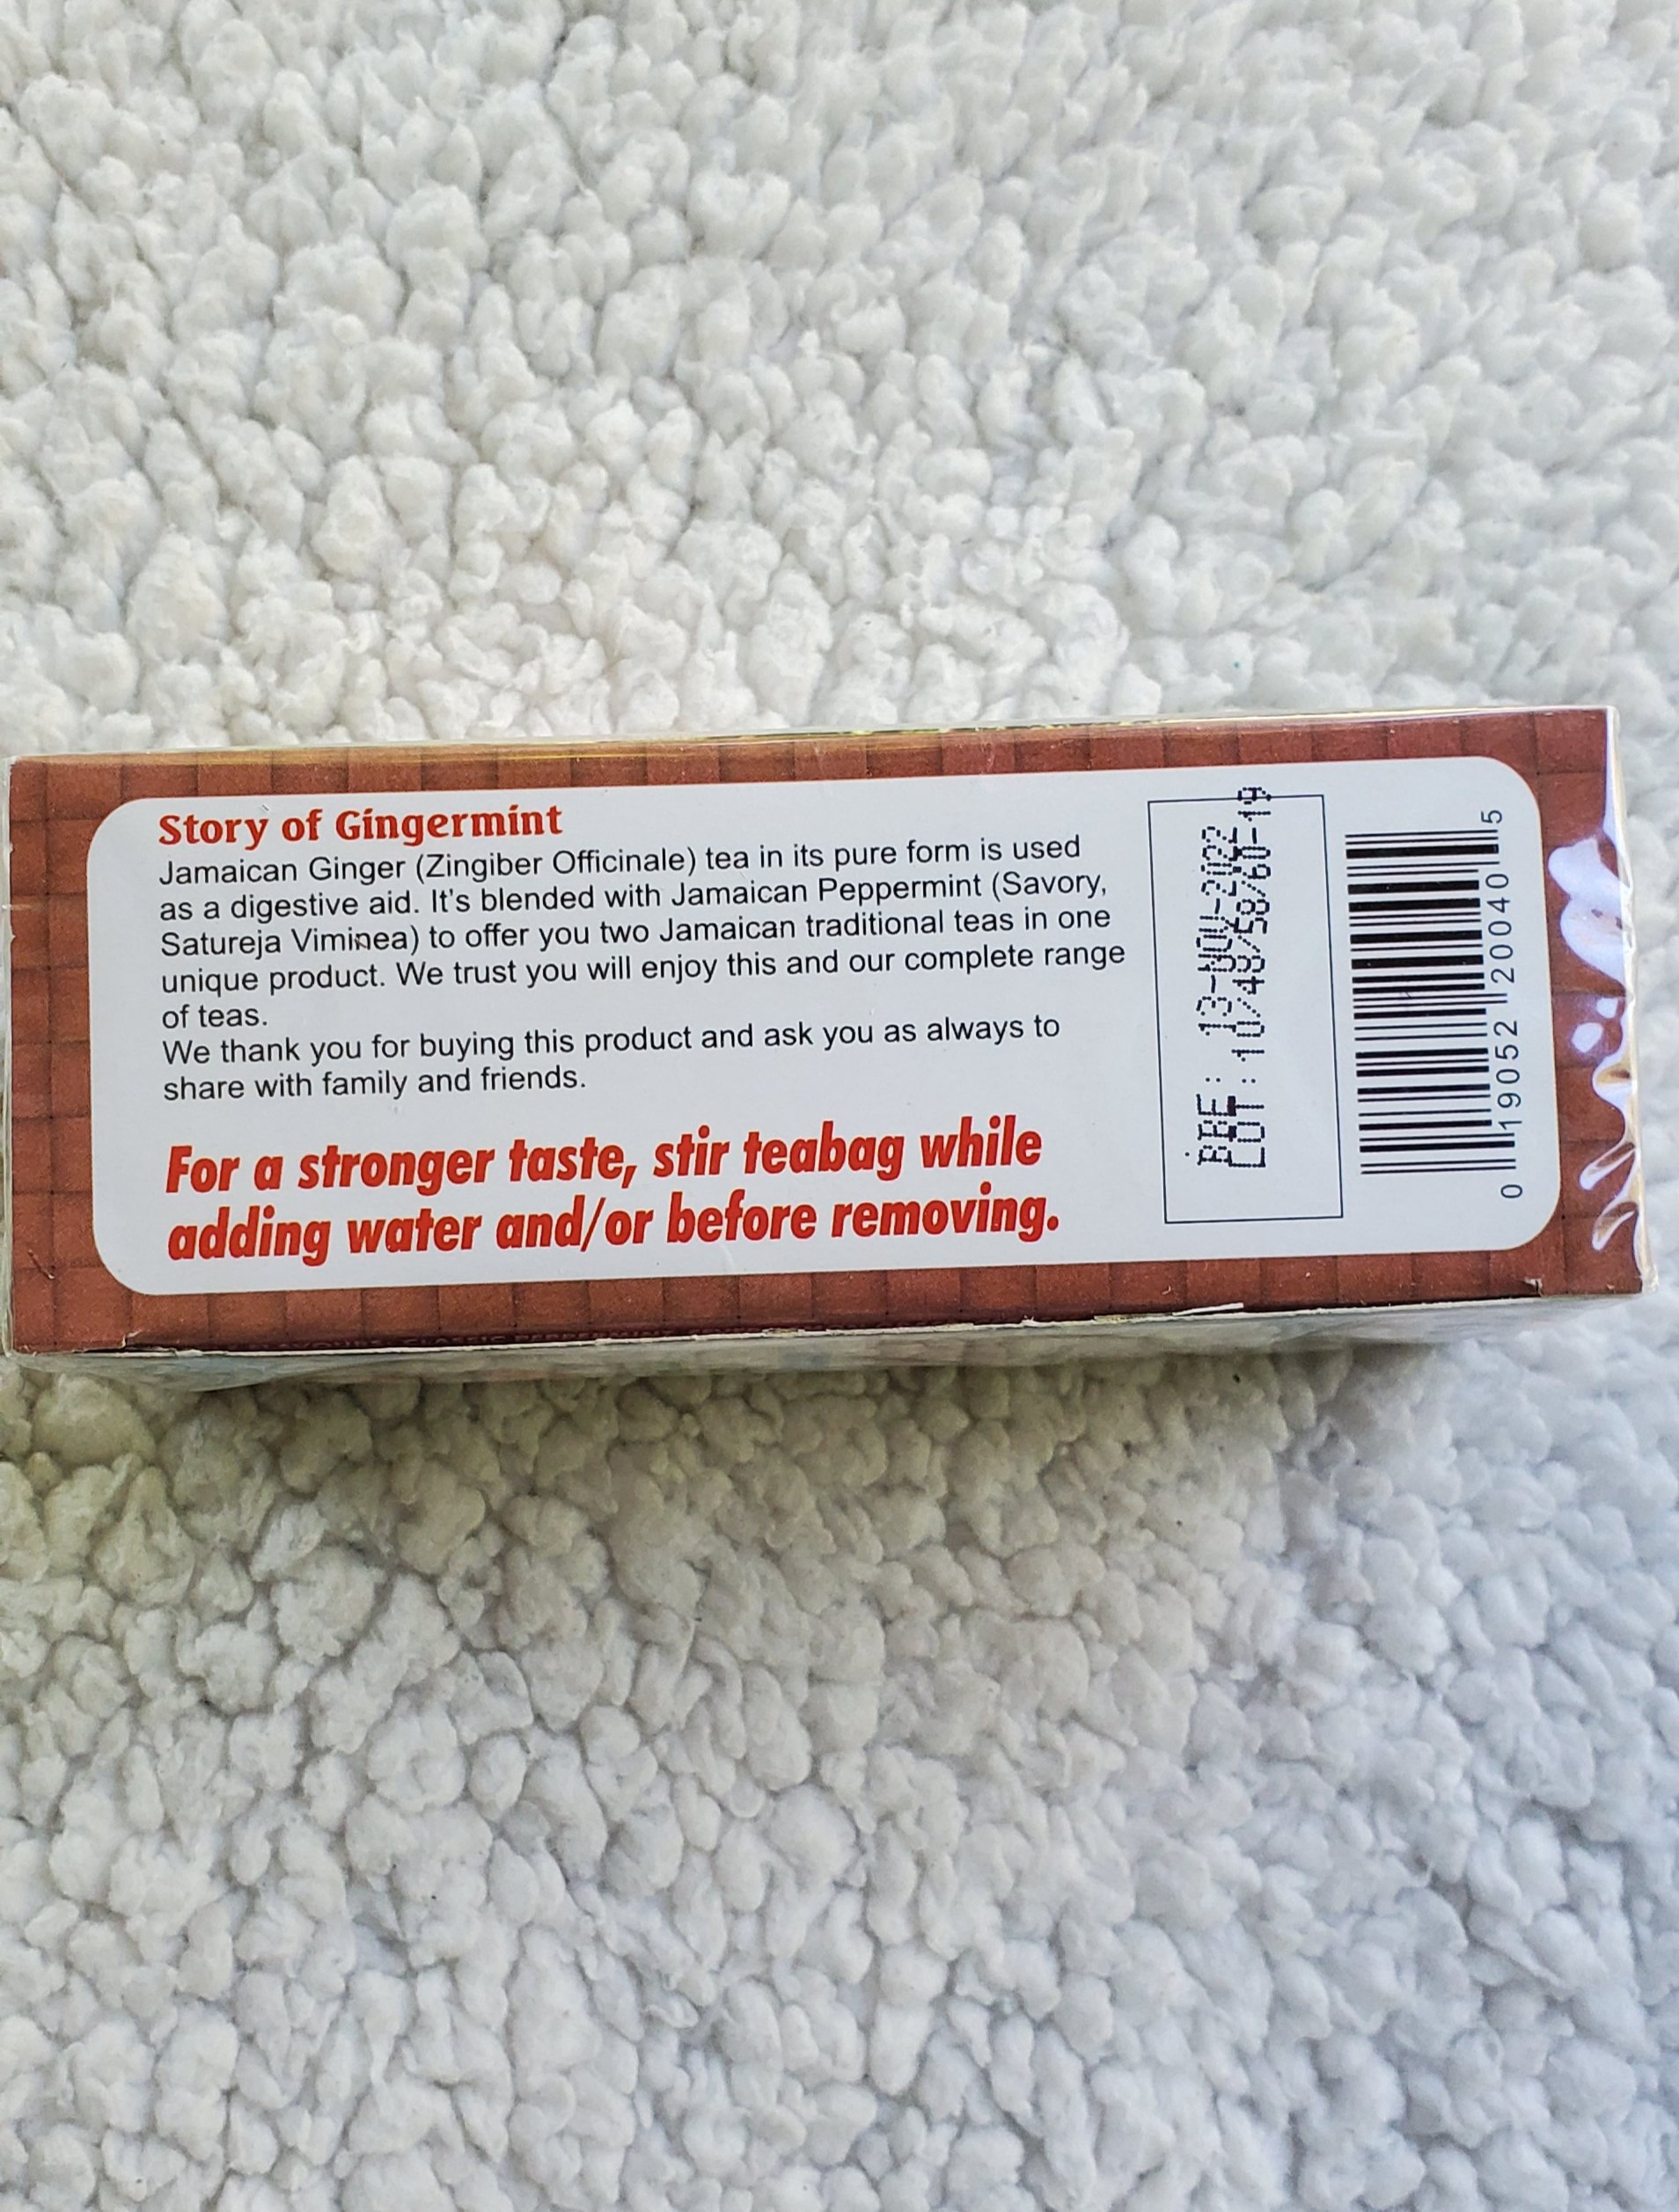 Story of Gingermint
Jamaican Ginger (Zingiber Officinale) tea in its pure form is used
as a digestive aid. It's blended with Jamaican Peppermint (Savory,
Satureja Viminea) to offer you two Jamaican traditional teas in one
unique product. We trust you will enjoy this and our complete range
of teas.
We thank you for buying this product and ask you as always to
share with family and friends.
For a stronger taste, stir teabag while
adding water and/or before removing.
BBE: 13-NOV-2022
LOT:
0 19052 20040 5